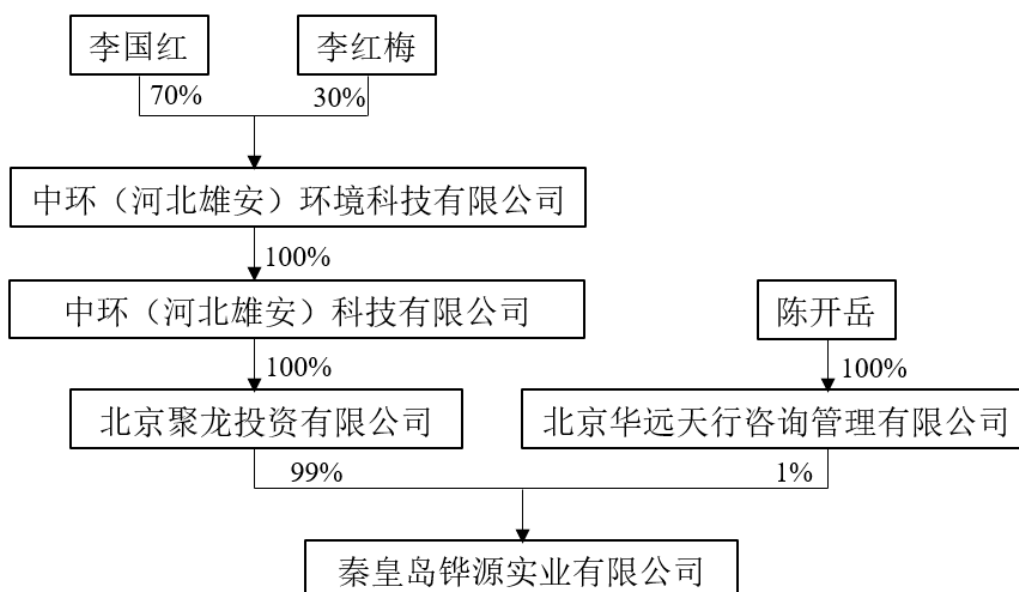 李国红 李红梅
70% 30%
中环（河北雄安）环境科技有限公司
100%
中环（河北雄安）科技有限公司 陈开岳
100% 100%
北京聚龙投资有限公司 北京华远天行咨询管理有限公司
99% 1%
秦皇岛铧源实业有限公司